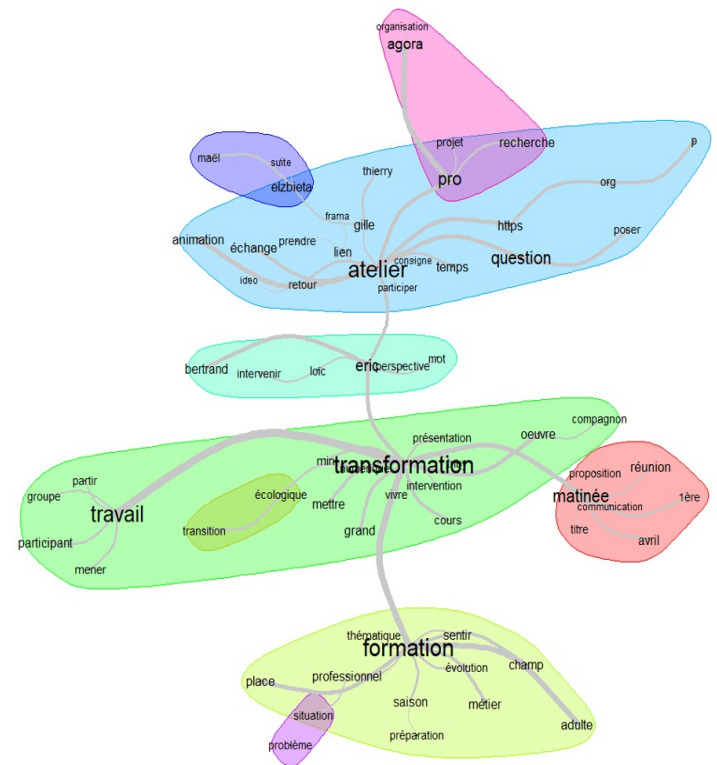 organisation
agora
projet
recherche
pro
maël
suite
elzbieta
thierry
p
org
frama
gille
https
poser
animation
échange
prendre
lien
question
consigne
atelier
temps
ideo
retour
participer
bertrand
intervenir
loïc
eric
perspective
mot
compagnon
présentation
oeuvre
transformation
partir
groupe
écologique
intervention
vivre
mettre
travail
transition
grand
cours
participant
mener
proposition
réunion
matinée
1ère
communication
titre
avril
thématique
sentir
formation
évolution
champ
professionnel
place
saison
métier
situation
préparation
adulte
problème